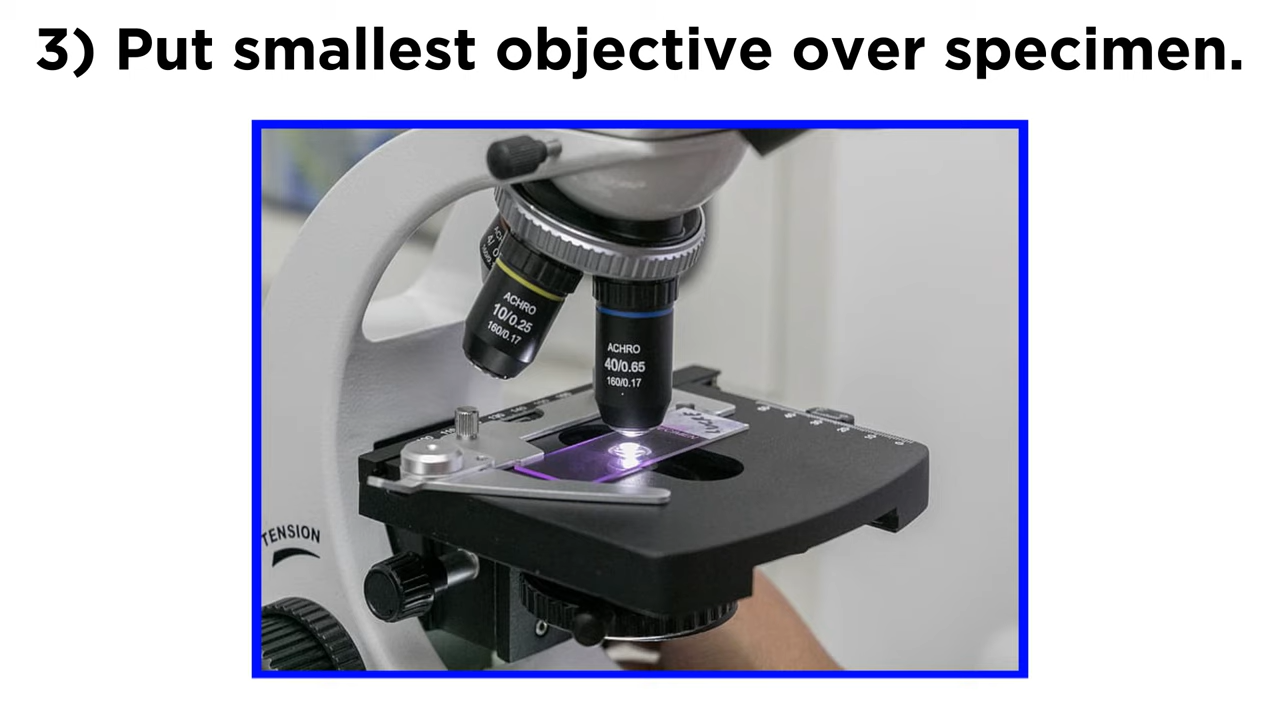 3) Put smallest objective over specimen.
ACHRO
10/0.25
160/0.17
ACHRO
40/0.65
160/0.17
TENSION